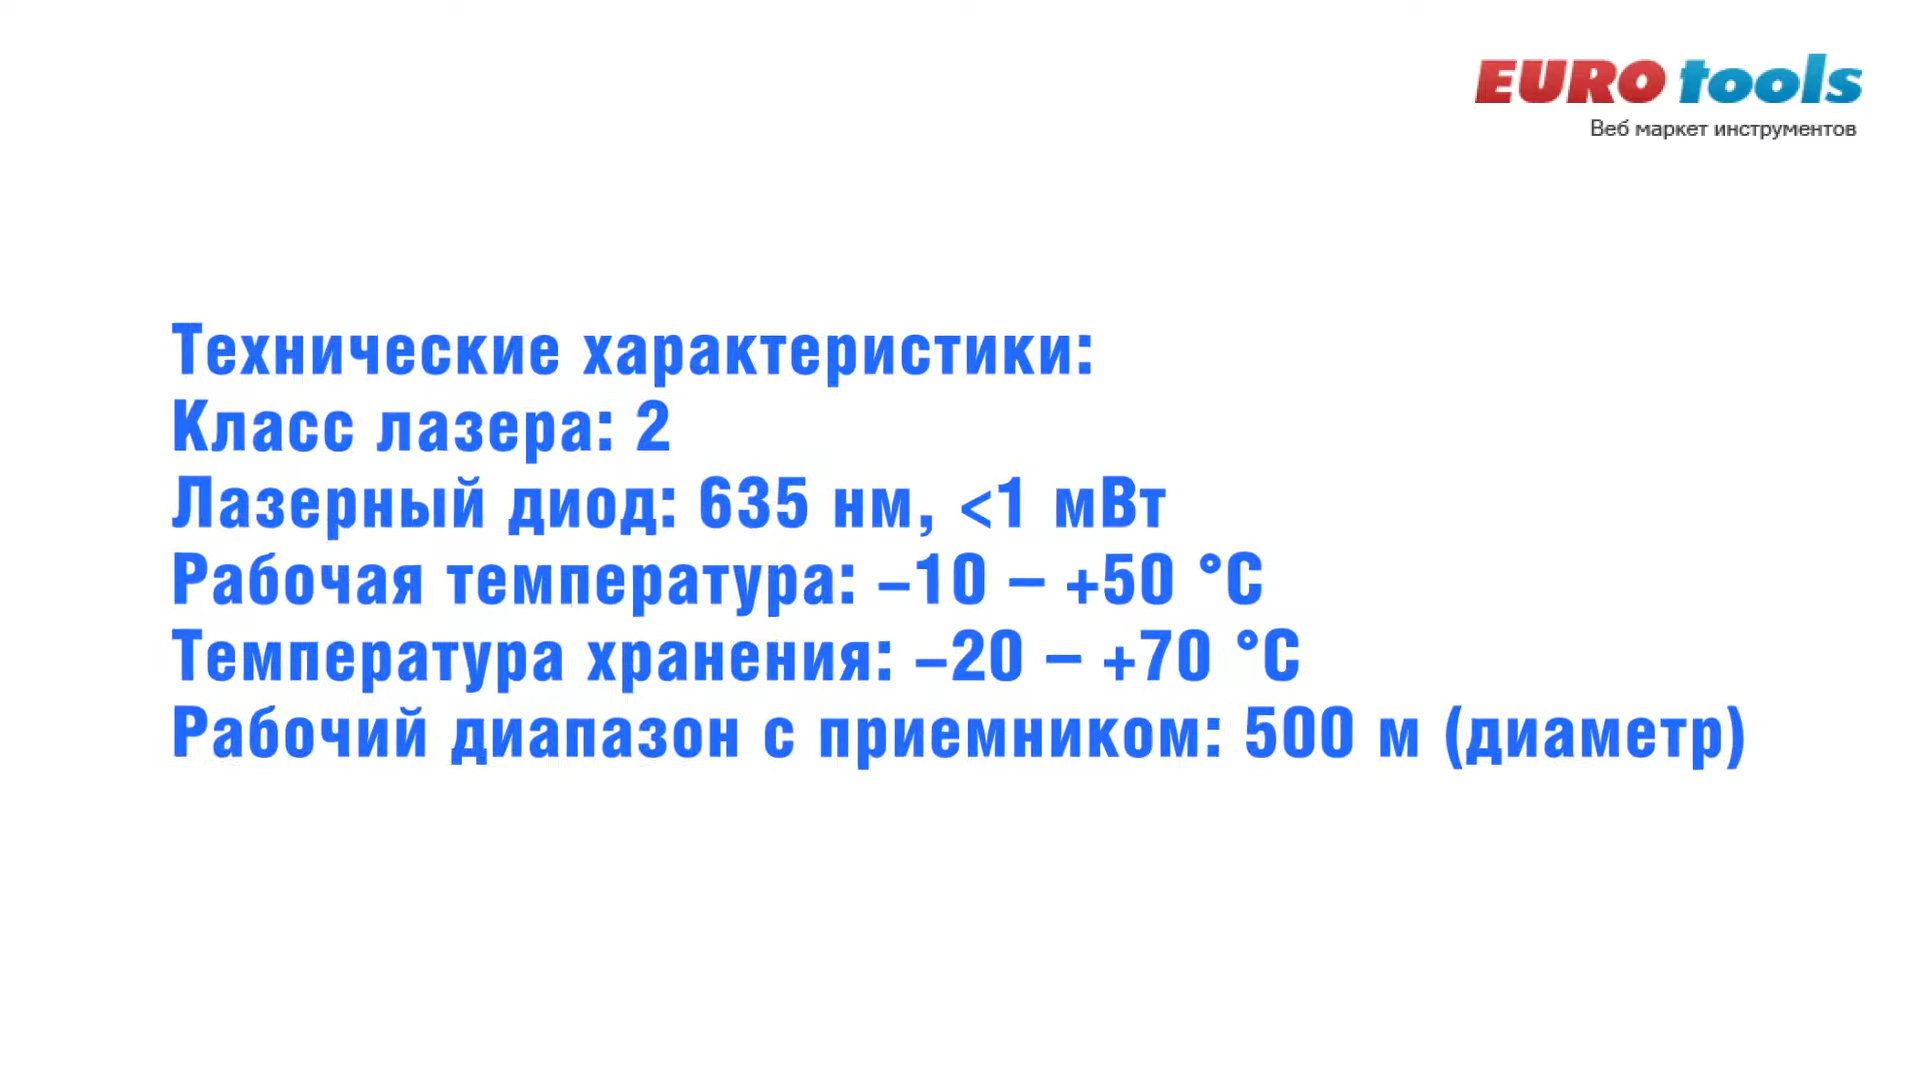 EURO tools
Веб маркет инструментов
Технические характеристики:
Класс лазера: 2
Лазерный диод: 635 нм, <1 мВт
Рабочая температура: –10 – +50 °C
Температура хранения: –20 – +70 °C
Рабочий диапазон с приемником: 500 м (диаметр)